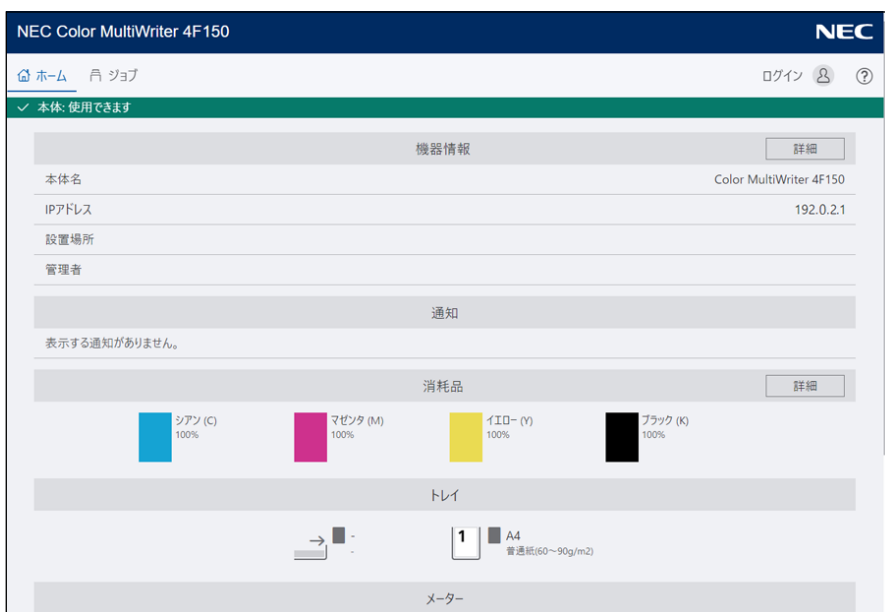 NEC Color MultiWriter 4F150 NEC
ホーム ジョブ ログイン ?
本体: 使用できます
機器情報 詳細
本体名 Color MultiWriter 4F150
IPアドレス 192.0.2.1
設置場所
管理者
通知
表示する通知がありません。
消耗品 詳細
シアン (C) マゼンタ (M) イエロー (Y) ブラック (K)
100% 100% 100% 100%
トレイ
- 1 A4
- 普通紙(60～90g/m2)
メーター